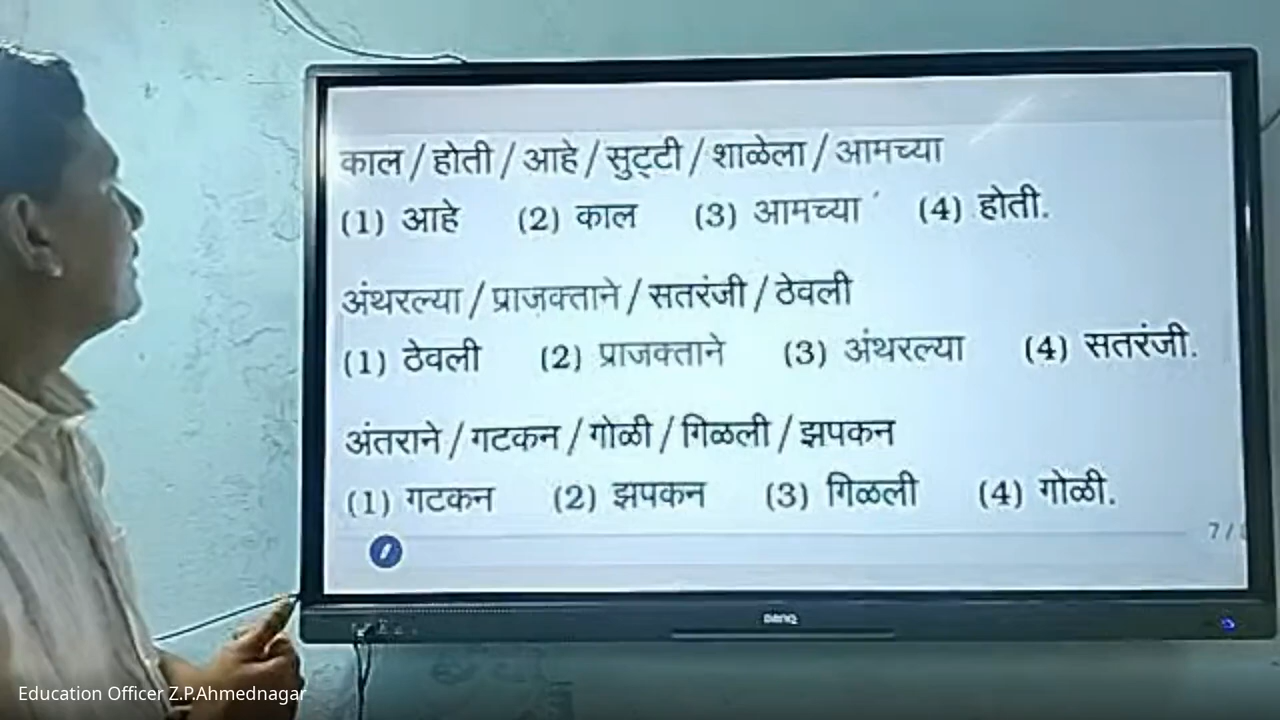 काल / होती / आहे / सुट्टी / शाळेला / आमच्या
(1) आहे (2) काल (3) आमच्या (4) होती.
अंथरल्या / प्राजक्ताने / सतरंजी / ठेवली
(1) ठेवली (2) प्राजक्ताने (3) अंथरल्या (4) सतरंजी.
अंतराने / गटकन / गोळी / गिळली / झपकन
(1) गटकन (2) झपकन (3) गिळली (4) गोळी.
7 /
BenQ
Education Officer Z.P.Ahmednagar